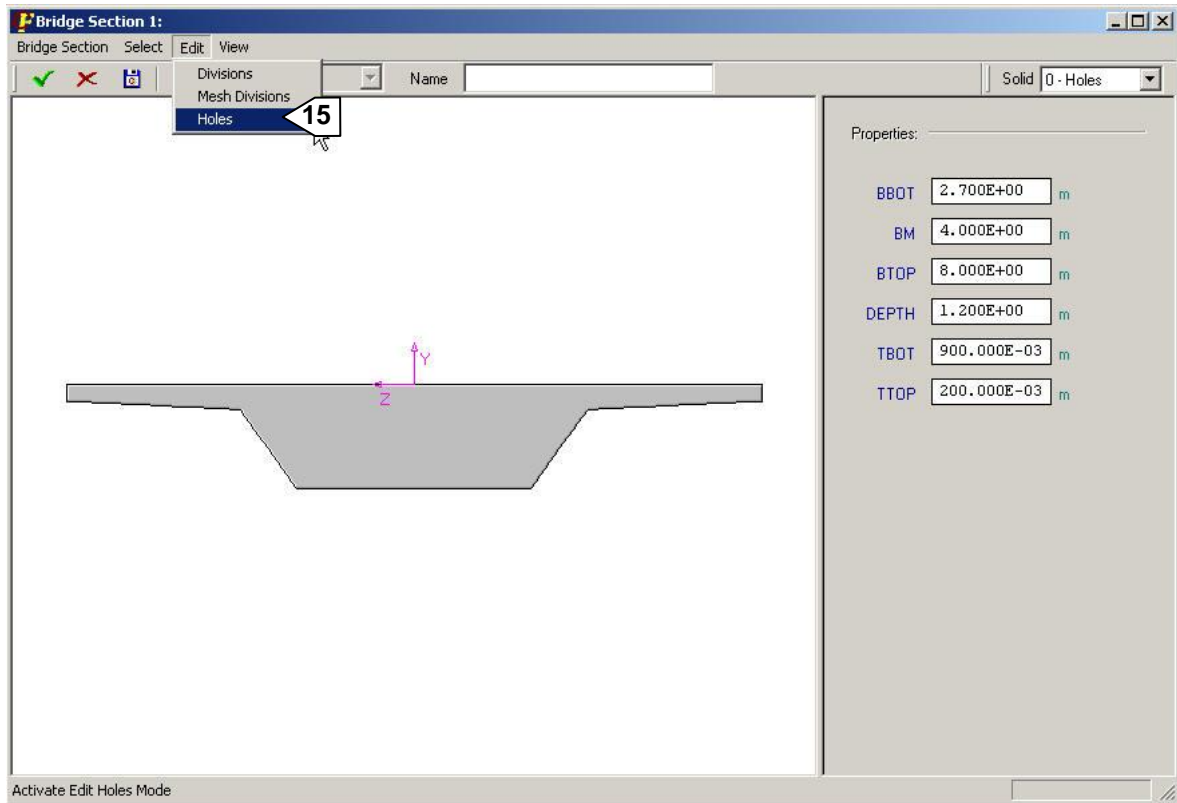 Bridge Section 1:
Bridge Section Select Edit View
Divisions
Name
Solid 0 - Holes
Mesh Divisions
Holes
15
Properties:
BBOT 2.700E+00 m
BM 4.000E+00 m
BTOP 8.000E+00 m
DEPTH 1.200E+00 m
TBOT 900.000E-03 m
TTOP 200.000E-03 m
Y
Z
Activate Edit Holes Mode